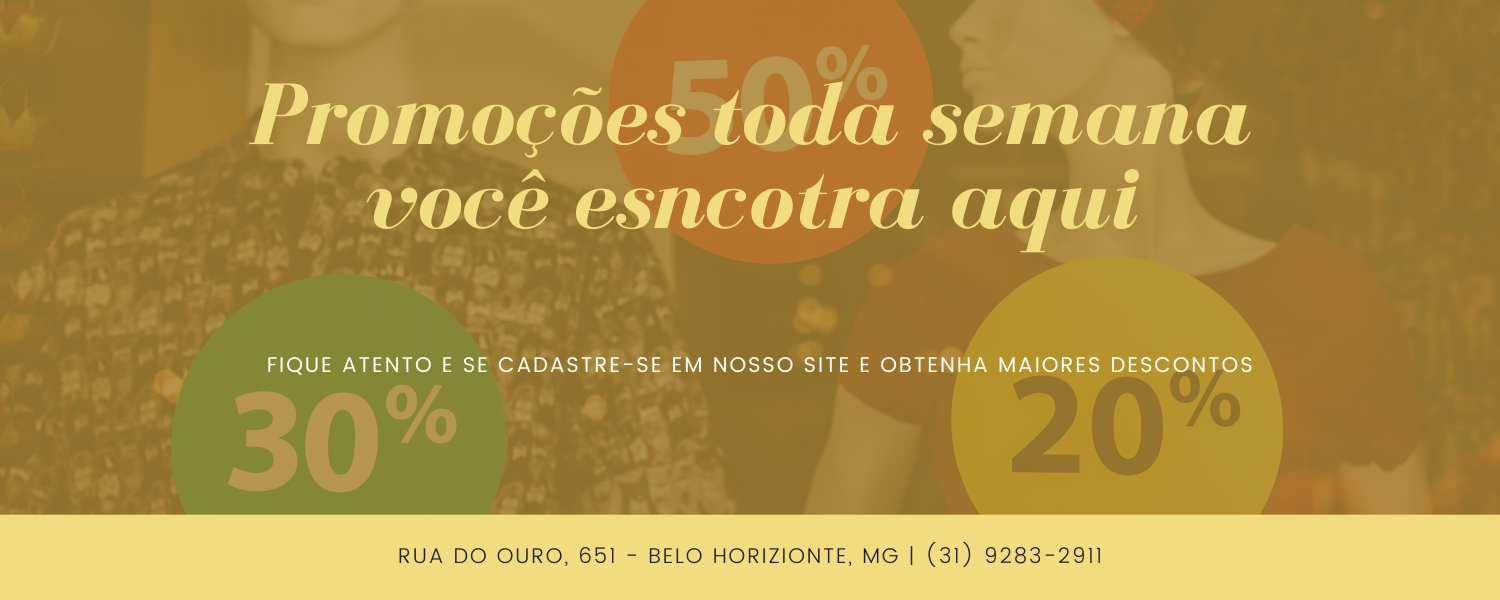 50%
Promoções toda semana
você esncotra aqui
FIQUE ATENTO E SE CADASTRE-SE EM NOSSO SITE E OBTENHA MAIORES DESCONTOS
30%
20%
RUA DO OURO, 651 - BELO HORIZIONTE, MG | (31) 9283-2911